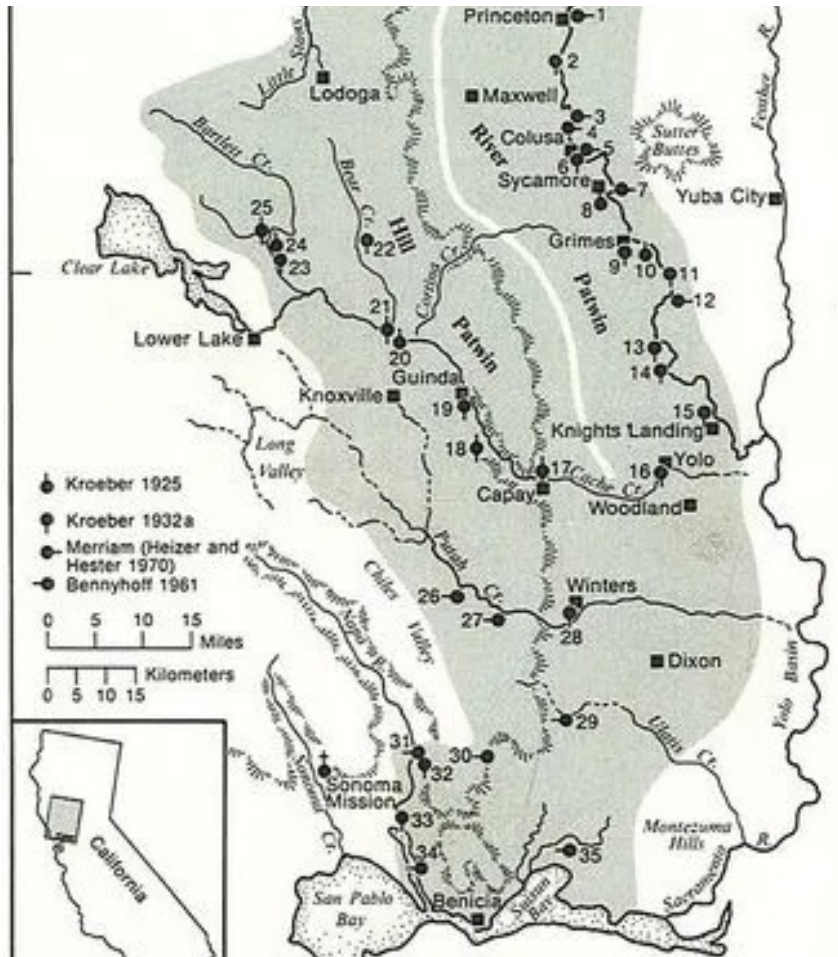 Princeton
1
2
Little Stony
Lodoga
Maxwell
3
4
Colusa
5
6
River
Sutter
Buttes
Feather R.
Bartlett Cr.
Bear Cr.
Sycamore
7
8
Yuba City
25
24
23
22
Hill
Cortina Cr.
Grimes
9
10
11
12
Clear Lake
Patwin
Patwin
21
20
Lower Lake
13
14
Guinda
Knoxville
19
15
Knights Landing
18
Long
Valley
17
Cache Cr.
16
Yolo
Capay
Woodland
Kroeber 1925
Kroeber 1932a
Merriam (Heizer and
Hester 1970)
Bennyhoff 1961
0 5 10 15
Miles
Kilometers
0 5 10 15
Putah Cr.
Chiles
Valley
Napa R.
26
27
Winters
28
Dixon
Yolo Basin
29
Ulatis Cr.
30
31
32
Sonoma
Mission
Sonoma Cr.
33
34
35
Montezuma
Hills
Sacramento R.
San Pablo
Bay
Benicia
Suisun
Bay
California